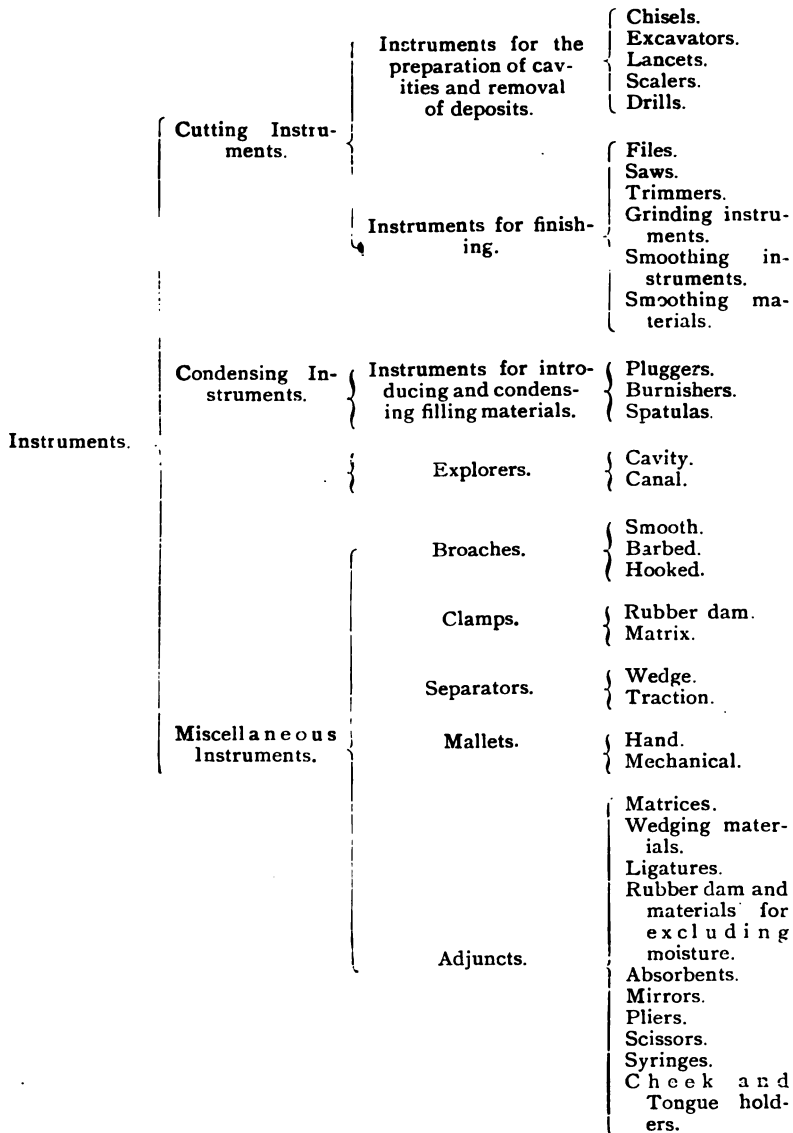 Instruments.
Cutting Instru-
ments.
Instruments for the
preparation of cav-
ities and removal
of deposits.
Chisels.
Excavators.
Lancets.
Scalers.
Drills.
Instruments for finish-
ing.
Files.
Saws.
Trimmers.
Grinding instru-
ments.
Smoothing in-
struments.
Smoothing ma-
terials.
Condensing In-
struments.
Instruments for intro-
ducing and condens-
ing filling materials.
Pluggers.
Burnishers.
Spatulas.
Explorers.
Cavity.
Canal.
Miscellaneous
Instruments.
Broaches.
Smooth.
Barbed.
Hooked.
Clamps.
Rubber dam.
Matrix.
Separators.
Wedge.
Traction.
Mallets.
Hand.
Mechanical.
Adjuncts.
Matrices.
Wedging mater-
ials.
Ligatures.
Rubber dam and
materials for
excluding
moisture.
Absorbents.
Mirrors.
Pliers.
Scissors.
Syringes.
Cheek and
Tongue hold-
ers.